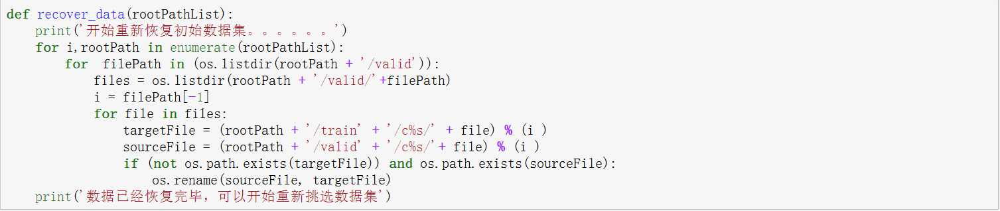 def recover_data(rootPathList):
    print('开始重新恢复初始数据集。。。。。。')
    for i,rootPath in enumerate(rootPathList):
        for  filePath in (os.listdir(rootPath + '/valid')):
            files = os.listdir(rootPath + '/valid/'+filePath)
            i = filePath[-1]
            for file in files:
                targetFile = (rootPath + '/train' + '/c%s/' + file) % (i )
                sourceFile = (rootPath + '/valid' + '/c%s/'+ file) % (i )
                if (not os.path.exists(targetFile)) and os.path.exists(sourceFile):
                    os.rename(sourceFile, targetFile)
    print('数据已经恢复完毕，可以开始重新挑选数据集')